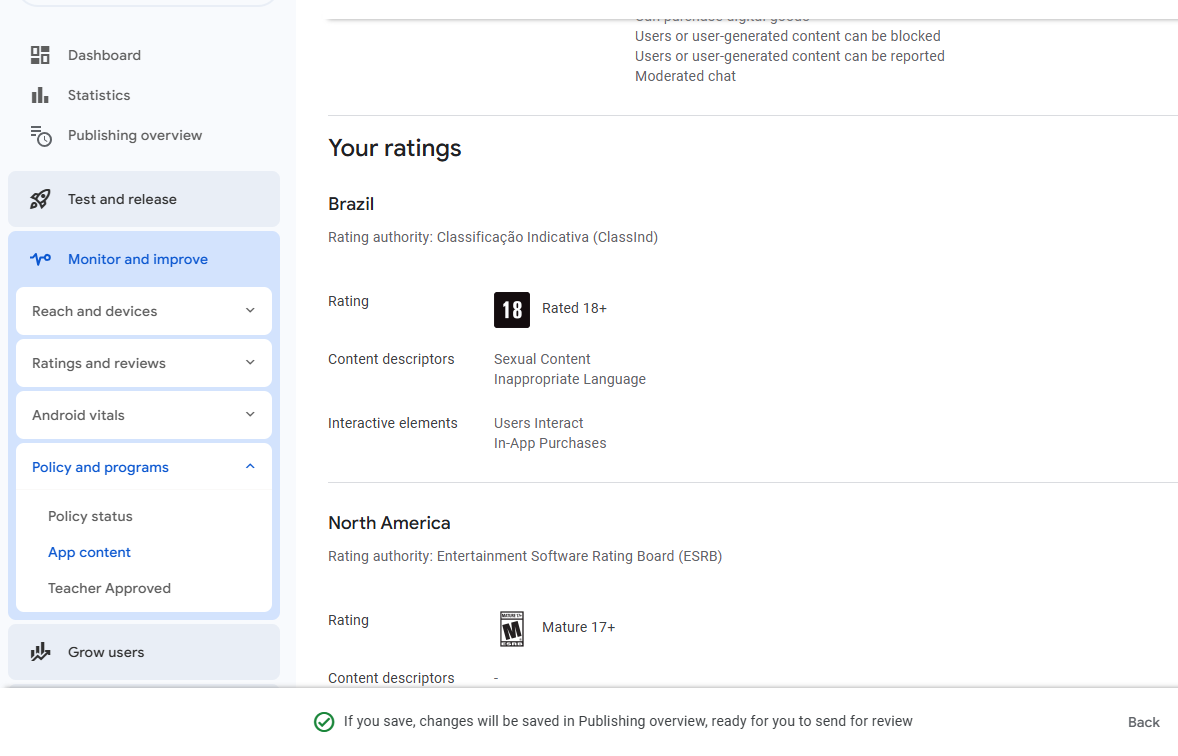 Dashboard
Statistics
Publishing overview
Test and release
Monitor and improve
Reach and devices
Ratings and reviews
Android vitals
Policy and programs
Policy status
App content
Teacher Approved
Grow users
Can purchase digital goods
Users or user-generated content can be blocked
Users or user-generated content can be reported
Moderated chat
Your ratings
Brazil
Rating authority: Classificação Indicativa (ClassInd)
Rating
18 Rated 18+
Content descriptors
Sexual Content
Inappropriate Language
Interactive elements
Users Interact
In-App Purchases
North America
Rating authority: Entertainment Software Rating Board (ESRB)
Rating
MATURE 17+
M
ESRB
Mature 17+
Content descriptors
-
If you save, changes will be saved in Publishing overview, ready for you to send for review
Back